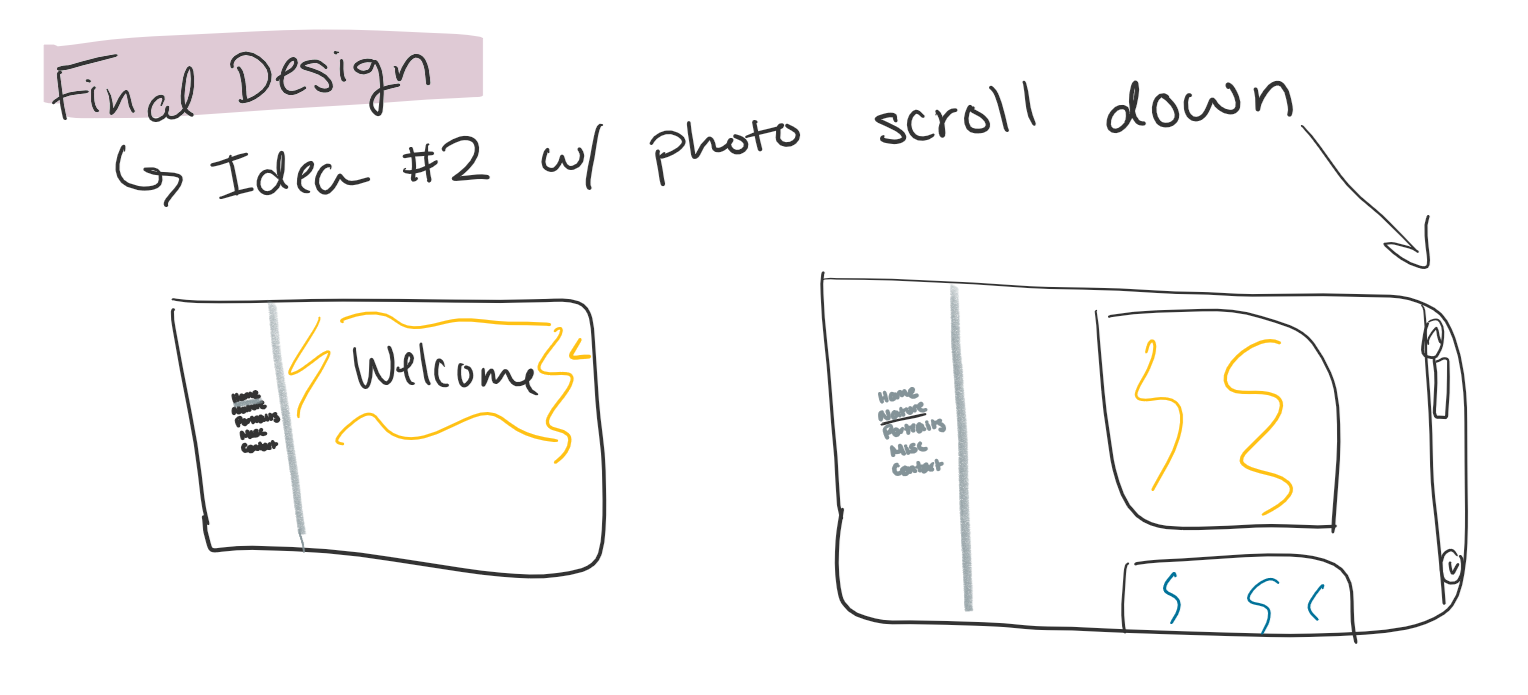 Final Design
Idea #2 w/ photo scroll down
Welcome
Home
Nature
Portraits
Misc
Contact
Home
Nature
Portraits
Misc
Contact